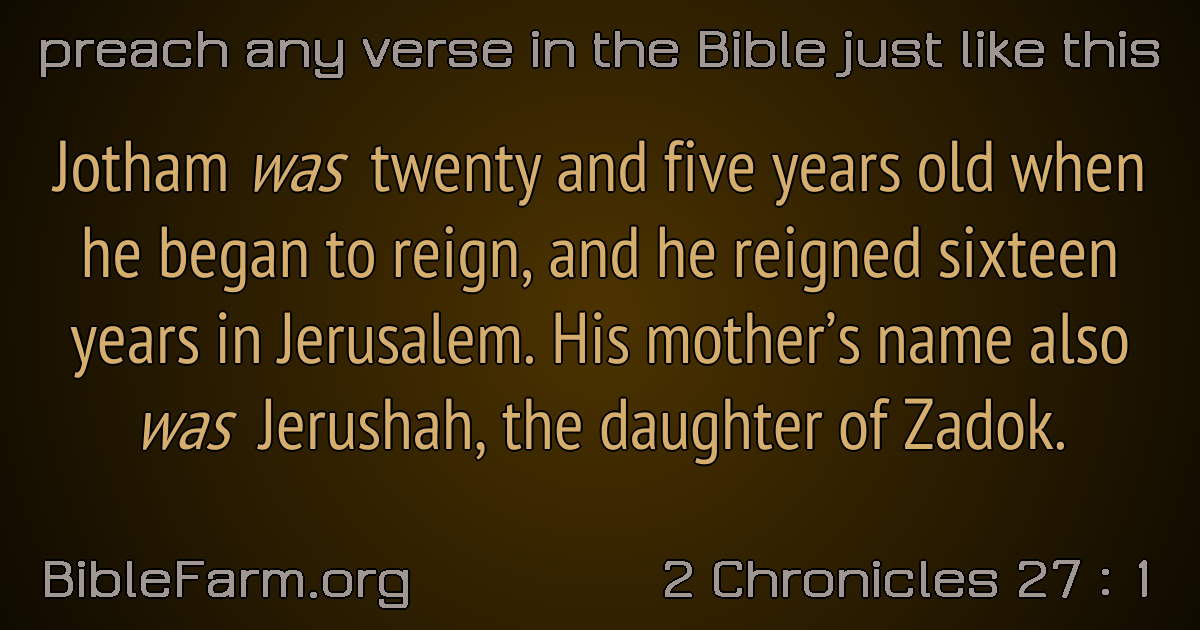 preach any verse in the Bible just like this
Jotham was twenty and five years old when
he began to reign, and he reigned sixteen
years in Jerusalem. His mother’s name also
was Jerushah, the daughter of Zadok.
BibleFarm.org
2 Chronicles 27 : 1